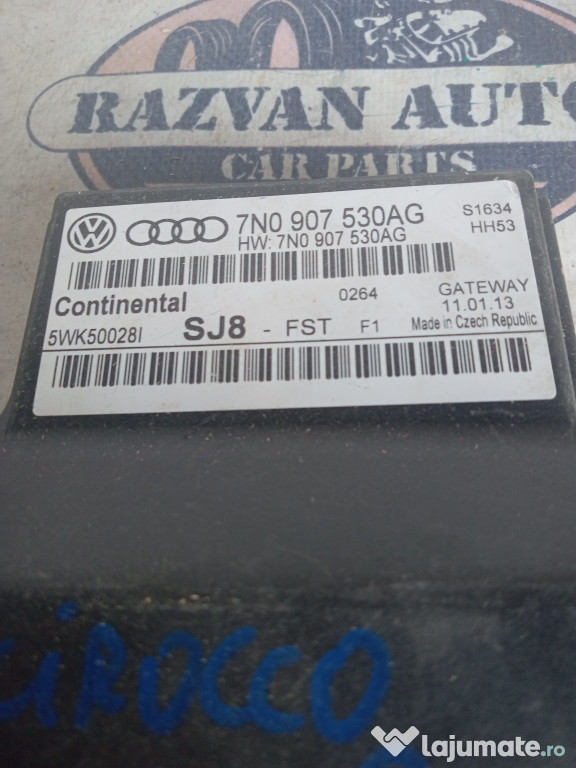 RAZVAN AUTO
CAR PARTS
7N0 907 530AG
HW: 7N0 907 530AG
S1634
HH53
Continental
0264
GATEWAY
11.01.13
5WK50028I
SJ8 - FST F1
Made in Czech Republic
CIROCCO
lajumate.ro